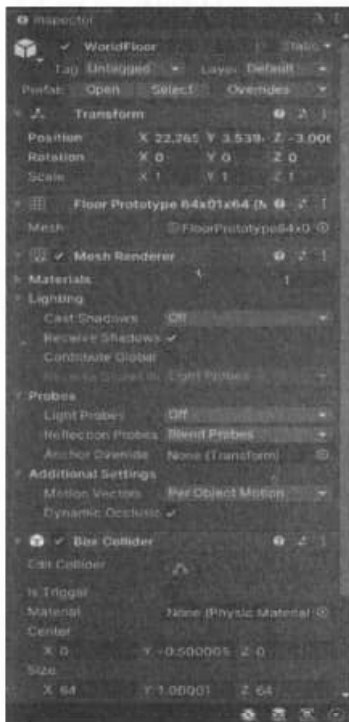 Inspector
WorldFloor Static
Tag Untagged Layer Default
Prefab Open Select Overrides
Transform
Position X 22.265 Y 3.539 Z -3.006
Rotation X 0 Y 0 Z 0
Scale X 1 Y 1 Z 1
Floor Prototype 64x01x64 (M
Mesh FloorPrototype64x0
Mesh Renderer
Materials 1
Lighting
Cast Shadows Off
Receive Shadows
Contribute Global
Light Probes
Probes
Light Probes Off
Reflection Probes Blend Probes
Anchor Override None (Transform)
Additional Settings
Motion Vectors Per Object Motion
Dynamic Occlusic
Box Collider
Edit Collider
Is Trigger
Material None (Physic Material
Center
X 0 Y -0.500005 Z 0
Size
X 64 Y 1.00001 Z 64